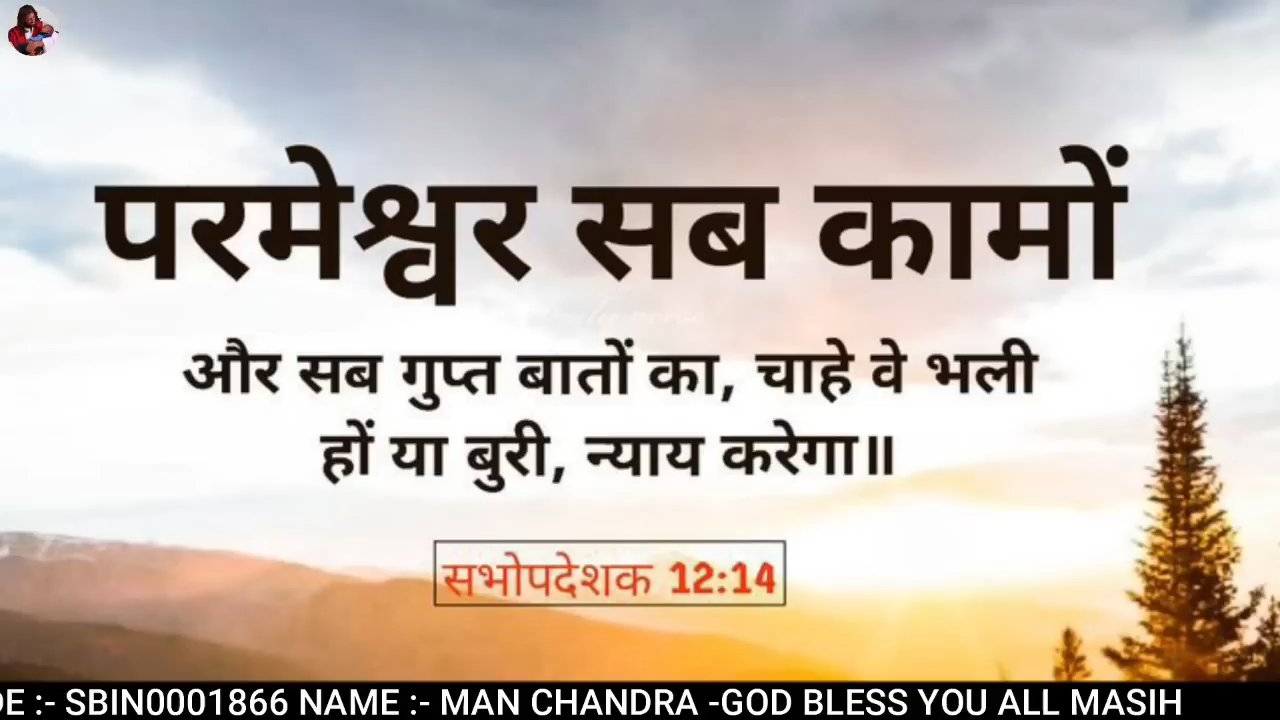 परमेश्वर सब कामों
और सब गुप्त बातों का, चाहे वे भली
हों या बुरी, न्याय करेगा॥
सभोपदेशक 12:14
DE :- SBIN0001866 NAME :- MAN CHANDRA -GOD BLESS YOU ALL MASIH